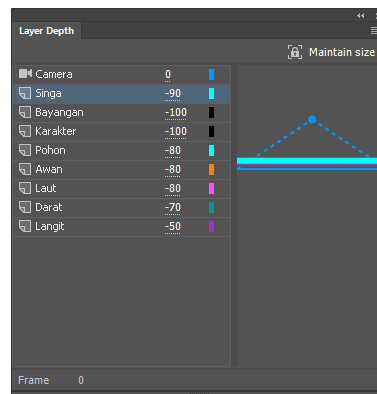 Layer Depth
Maintain size
Camera 0
Singa -90
Bayangan -100
Karakter -100
Pohon -80
Awan -80
Laut -80
Darat -70
Langit -50
Frame 0